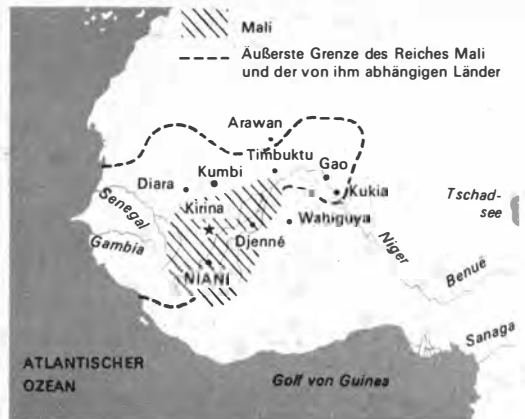 Mali
Äußerste Grenze des Reiches Mali
und der von ihm abhängigen Länder
Arawan
Timbuktu
Gao
Kumbi
Diara
Kukia
Tschad-
see
Senegal
Kirina
Wahiguya
Djenné
Gambia
Niger
NIANI
Benuë
Sanaga
ATLANTISCHER
OZEAN
Golf von Guinea